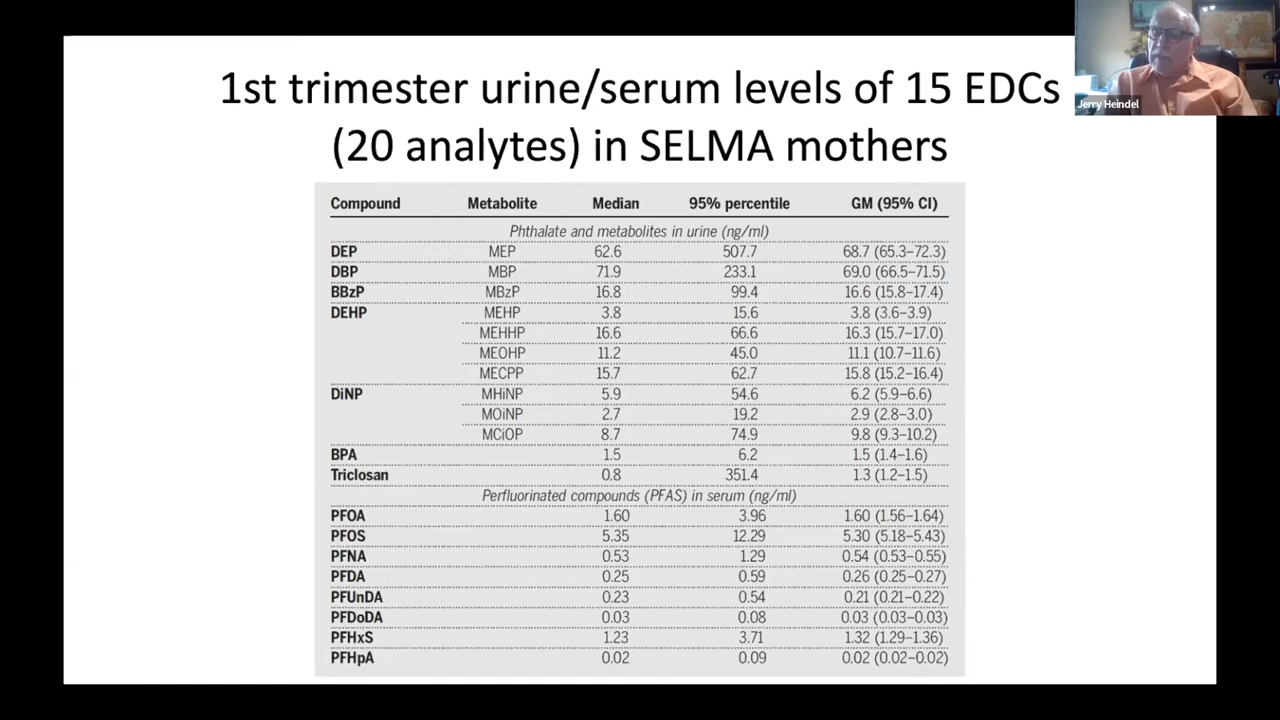 1st trimester urine/serum levels of 15 EDCs
(20 analytes) in SELMA mothers
Jerry Heindel
Compound Metabolite Median 95% percentile GM (95% CI)
Phthalate and metabolites in urine (ng/ml)
DEP MEP 62.6 507.7 68.7 (65.3–72.3)
DBP MBP 71.9 233.1 69.0 (66.5–71.5)
BBzP MBzP 16.8 99.4 16.6 (15.8–17.4)
DEHP MEHP 3.8 15.6 3.8 (3.6–3.9)
MEHHP 16.6 66.6 16.3 (15.7–17.0)
MEOHP 11.2 45.0 11.1 (10.7–11.6)
MECPP 15.7 62.7 15.8 (15.2–16.4)
DiNP MHiNP 5.9 54.6 6.2 (5.9–6.6)
MOiNP 2.7 19.2 2.9 (2.8–3.0)
MCiOP 8.7 74.9 9.8 (9.3–10.2)
BPA 1.5 6.2 1.5 (1.4–1.6)
Triclosan 0.8 351.4 1.3 (1.2–1.5)
Perfluorinated compounds (PFAS) in serum (ng/ml)
PFOA 1.60 3.96 1.60 (1.56–1.64)
PFOS 5.35 12.29 5.30 (5.18–5.43)
PFNA 0.53 1.29 0.54 (0.53–0.55)
PFDA 0.25 0.59 0.26 (0.25–0.27)
PFUnDA 0.23 0.54 0.21 (0.21–0.22)
PFDoDA 0.03 0.08 0.03 (0.03–0.03)
PFHxS 1.23 3.71 1.32 (1.29–1.36)
PFHpA 0.02 0.09 0.02 (0.02–0.02)